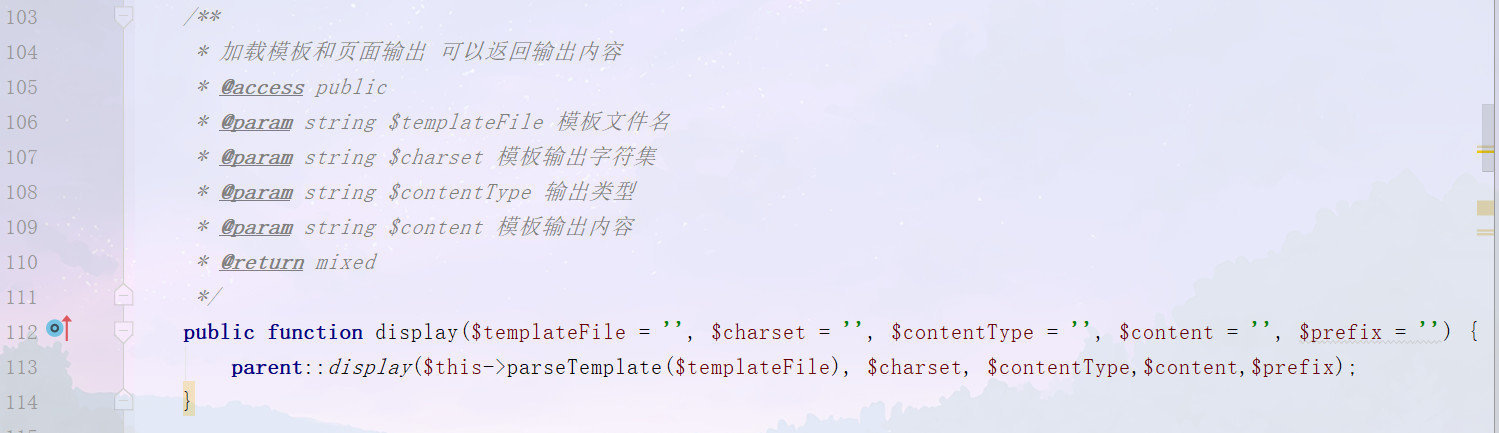 103 /**
104 * 加载模板和页面输出 可以返回输出内容
105 * @access public
106 * @param string $templateFile 模板文件名
107 * @param string $charset 模板输出字符集
108 * @param string $contentType 输出类型
109 * @param string $content 模板输出内容
110 * @return mixed
111 */
112 public function display($templateFile = '', $charset = '', $contentType = '', $content = '', $prefix = '') {
113 parent::display($this->parseTemplate($templateFile), $charset, $contentType,$content,$prefix);
114 }